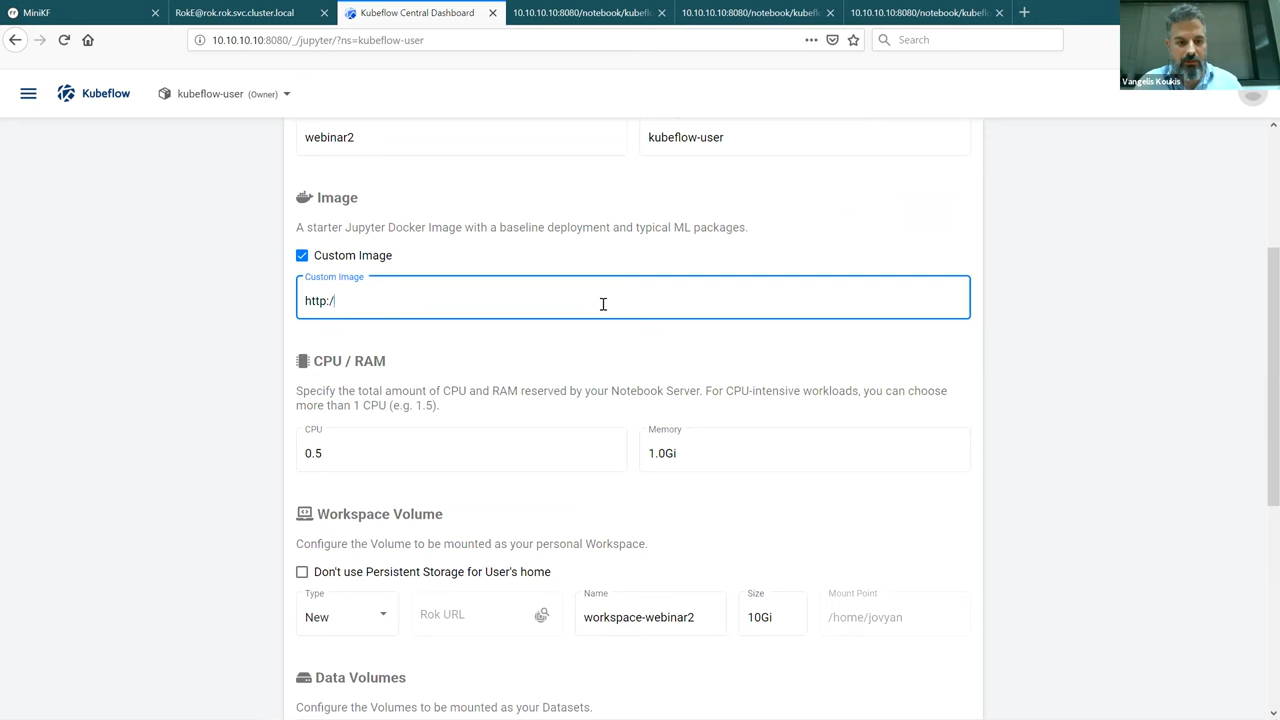 MiniKF
RokE@rok.rok.svc.cluster.local
Kubeflow Central Dashboard
10.10.10.10:8080/notebook/kubefl
10.10.10.10:8080/notebook/kubefl
10.10.10.10:8080/notebook/kubefl
10.10.10.10:8080/_/jupyter/?ns=kubeflow-user
Search
Vangelis Koukis
Kubeflow
kubeflow-user (Owner)
webinar2
kubeflow-user
Image
A starter Jupyter Docker Image with a baseline deployment and typical ML packages.
Custom Image
Custom Image
http:/
CPU / RAM
Specify the total amount of CPU and RAM reserved by your Notebook Server. For CPU-intensive workloads, you can choose
more than 1 CPU (e.g. 1.5).
CPU
Memory
0.5
1.0Gi
Workspace Volume
Configure the Volume to be mounted as your personal Workspace.
Don't use Persistent Storage for User's home
Type
Name
Size
Mount Point
New
Rok URL
workspace-webinar2
10Gi
/home/jovyan
Data Volumes
Configure the Volumes to be mounted as your Datasets.